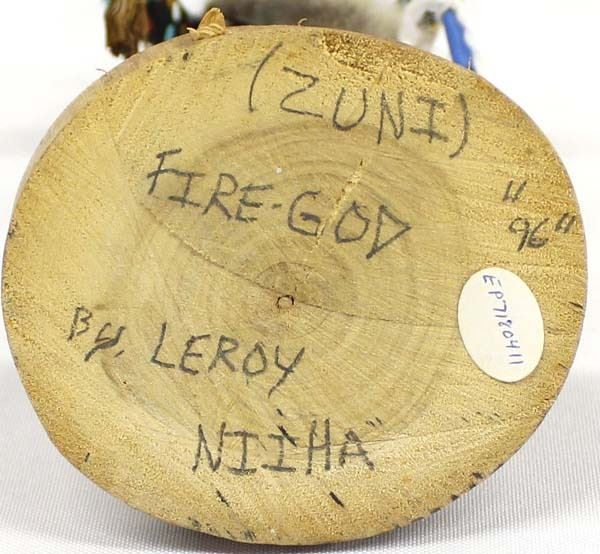 (ZUNI)
FIRE-GOD
"96"
By, LEROY
NIIHA"
EP7180411